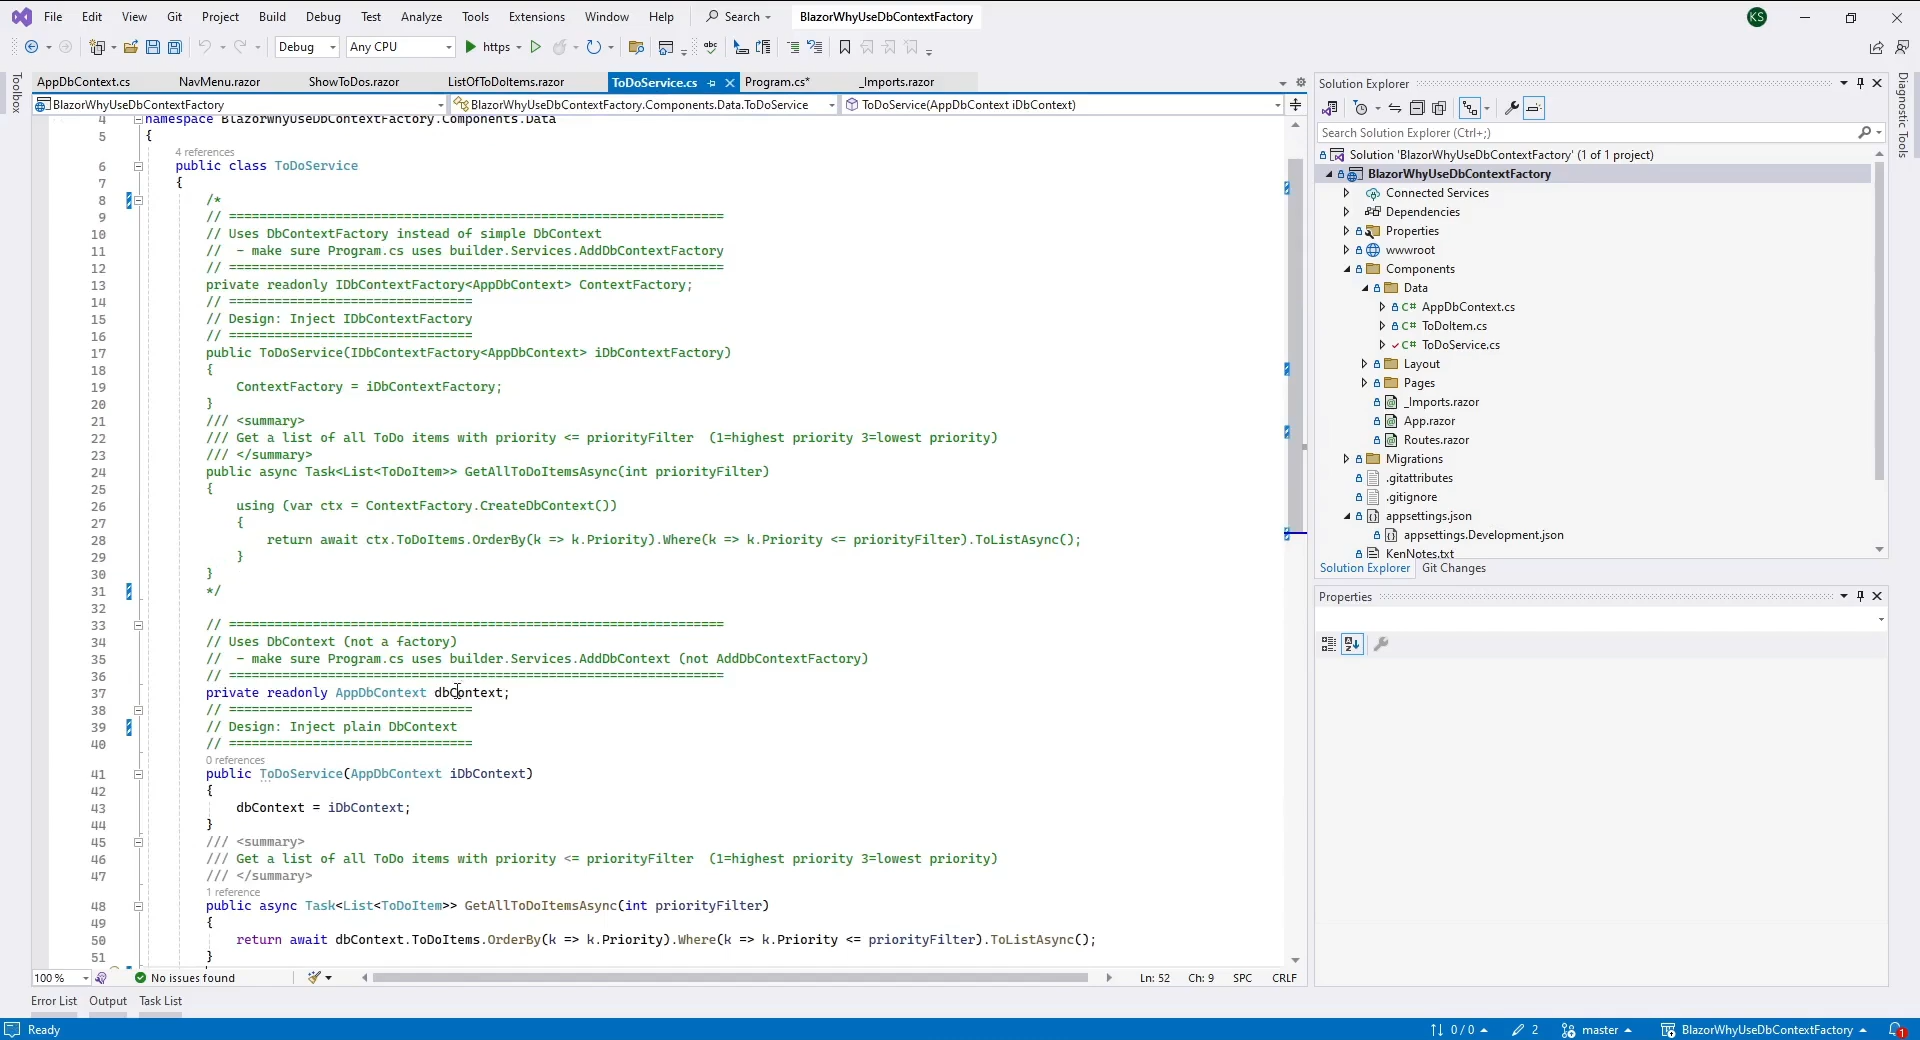 File Edit View Git Project Build Debug Test Analyze Tools Extensions Window Help Search BlazorWhyUseDbContextFactory KS
Debug Any CPU https
AppDbContext.cs NavMenu.razor ShowToDos.razor ListOfToDoItems.razor ToDoService.cs Program.cs* _Imports.razor
BlazorWhyUseDbContextFactory BlazorWhyUseDbContextFactory.Components.Data.ToDoService ToDoService(AppDbContext iDbContext)
Toolbox
4 namespace BlazorWhyUseDbContextFactory.Components.Data
5 {
4 references
6 public class ToDoService
7 {
8 /*
9 // =================================================================
10 // Uses DbContextFactory instead of simple DbContext
11 // - make sure Program.cs uses builder.Services.AddDbContextFactory
12 // =================================================================
13 private readonly IDbContextFactory<AppDbContext> ContextFactory;
14 // ================================
15 // Design: Inject IDbContextFactory
16 // ================================
17 public ToDoService(IDbContextFactory<AppDbContext> iDbContextFactory)
18 {
19 ContextFactory = iDbContextFactory;
20 }
21 /// <summary>
22 /// Get a list of all ToDo items with priority <= priorityFilter (1=highest priority 3=lowest priority)
23 /// </summary>
24 public async Task<List<ToDoItem>> GetAllToDoItemsAsync(int priorityFilter)
25 {
26 using (var ctx = ContextFactory.CreateDbContext())
27 {
28 return await ctx.ToDoItems.OrderBy(k => k.Priority).Where(k => k.Priority <= priorityFilter).ToListAsync();
29 }
30 }
31 */
32
33 // =================================================================
34 // Uses DbContext (not a factory)
35 // - make sure Program.cs uses builder.Services.AddDbContext (not AddDbContextFactory)
36 // =================================================================
37 private readonly AppDbContext dbContext;
38 // ================================
39 // Design: Inject plain DbContext
40 // ================================
0 references
41 public ToDoService(AppDbContext iDbContext)
42 {
43 dbContext = iDbContext;
44 }
45 /// <summary>
46 /// Get a list of all ToDo items with priority <= priorityFilter (1=highest priority 3=lowest priority)
47 /// </summary>
1 reference
48 public async Task<List<ToDoItem>> GetAllToDoItemsAsync(int priorityFilter)
49 {
50 return await dbContext.ToDoItems.OrderBy(k => k.Priority).Where(k => k.Priority <= priorityFilter).ToListAsync();
51 }
100 % No issues found Ln: 52 Ch: 9 SPC CRLF
Error List Output Task List
Solution Explorer
Search Solution Explorer (Ctrl+;)
Solution 'BlazorWhyUseDbContextFactory' (1 of 1 project)
BlazorWhyUseDbContextFactory
Connected Services
Dependencies
Properties
wwwroot
Components
Data
C# AppDbContext.cs
C# ToDoItem.cs
C# ToDoService.cs
Layout
Pages
_Imports.razor
App.razor
Routes.razor
Migrations
.gitattributes
.gitignore
appsettings.json
appsettings.Development.json
KenNotes.txt
Solution Explorer Git Changes
Properties
Diagnostic Tools
Ready 0 / 0 2 master BlazorWhyUseDbContextFactory 1